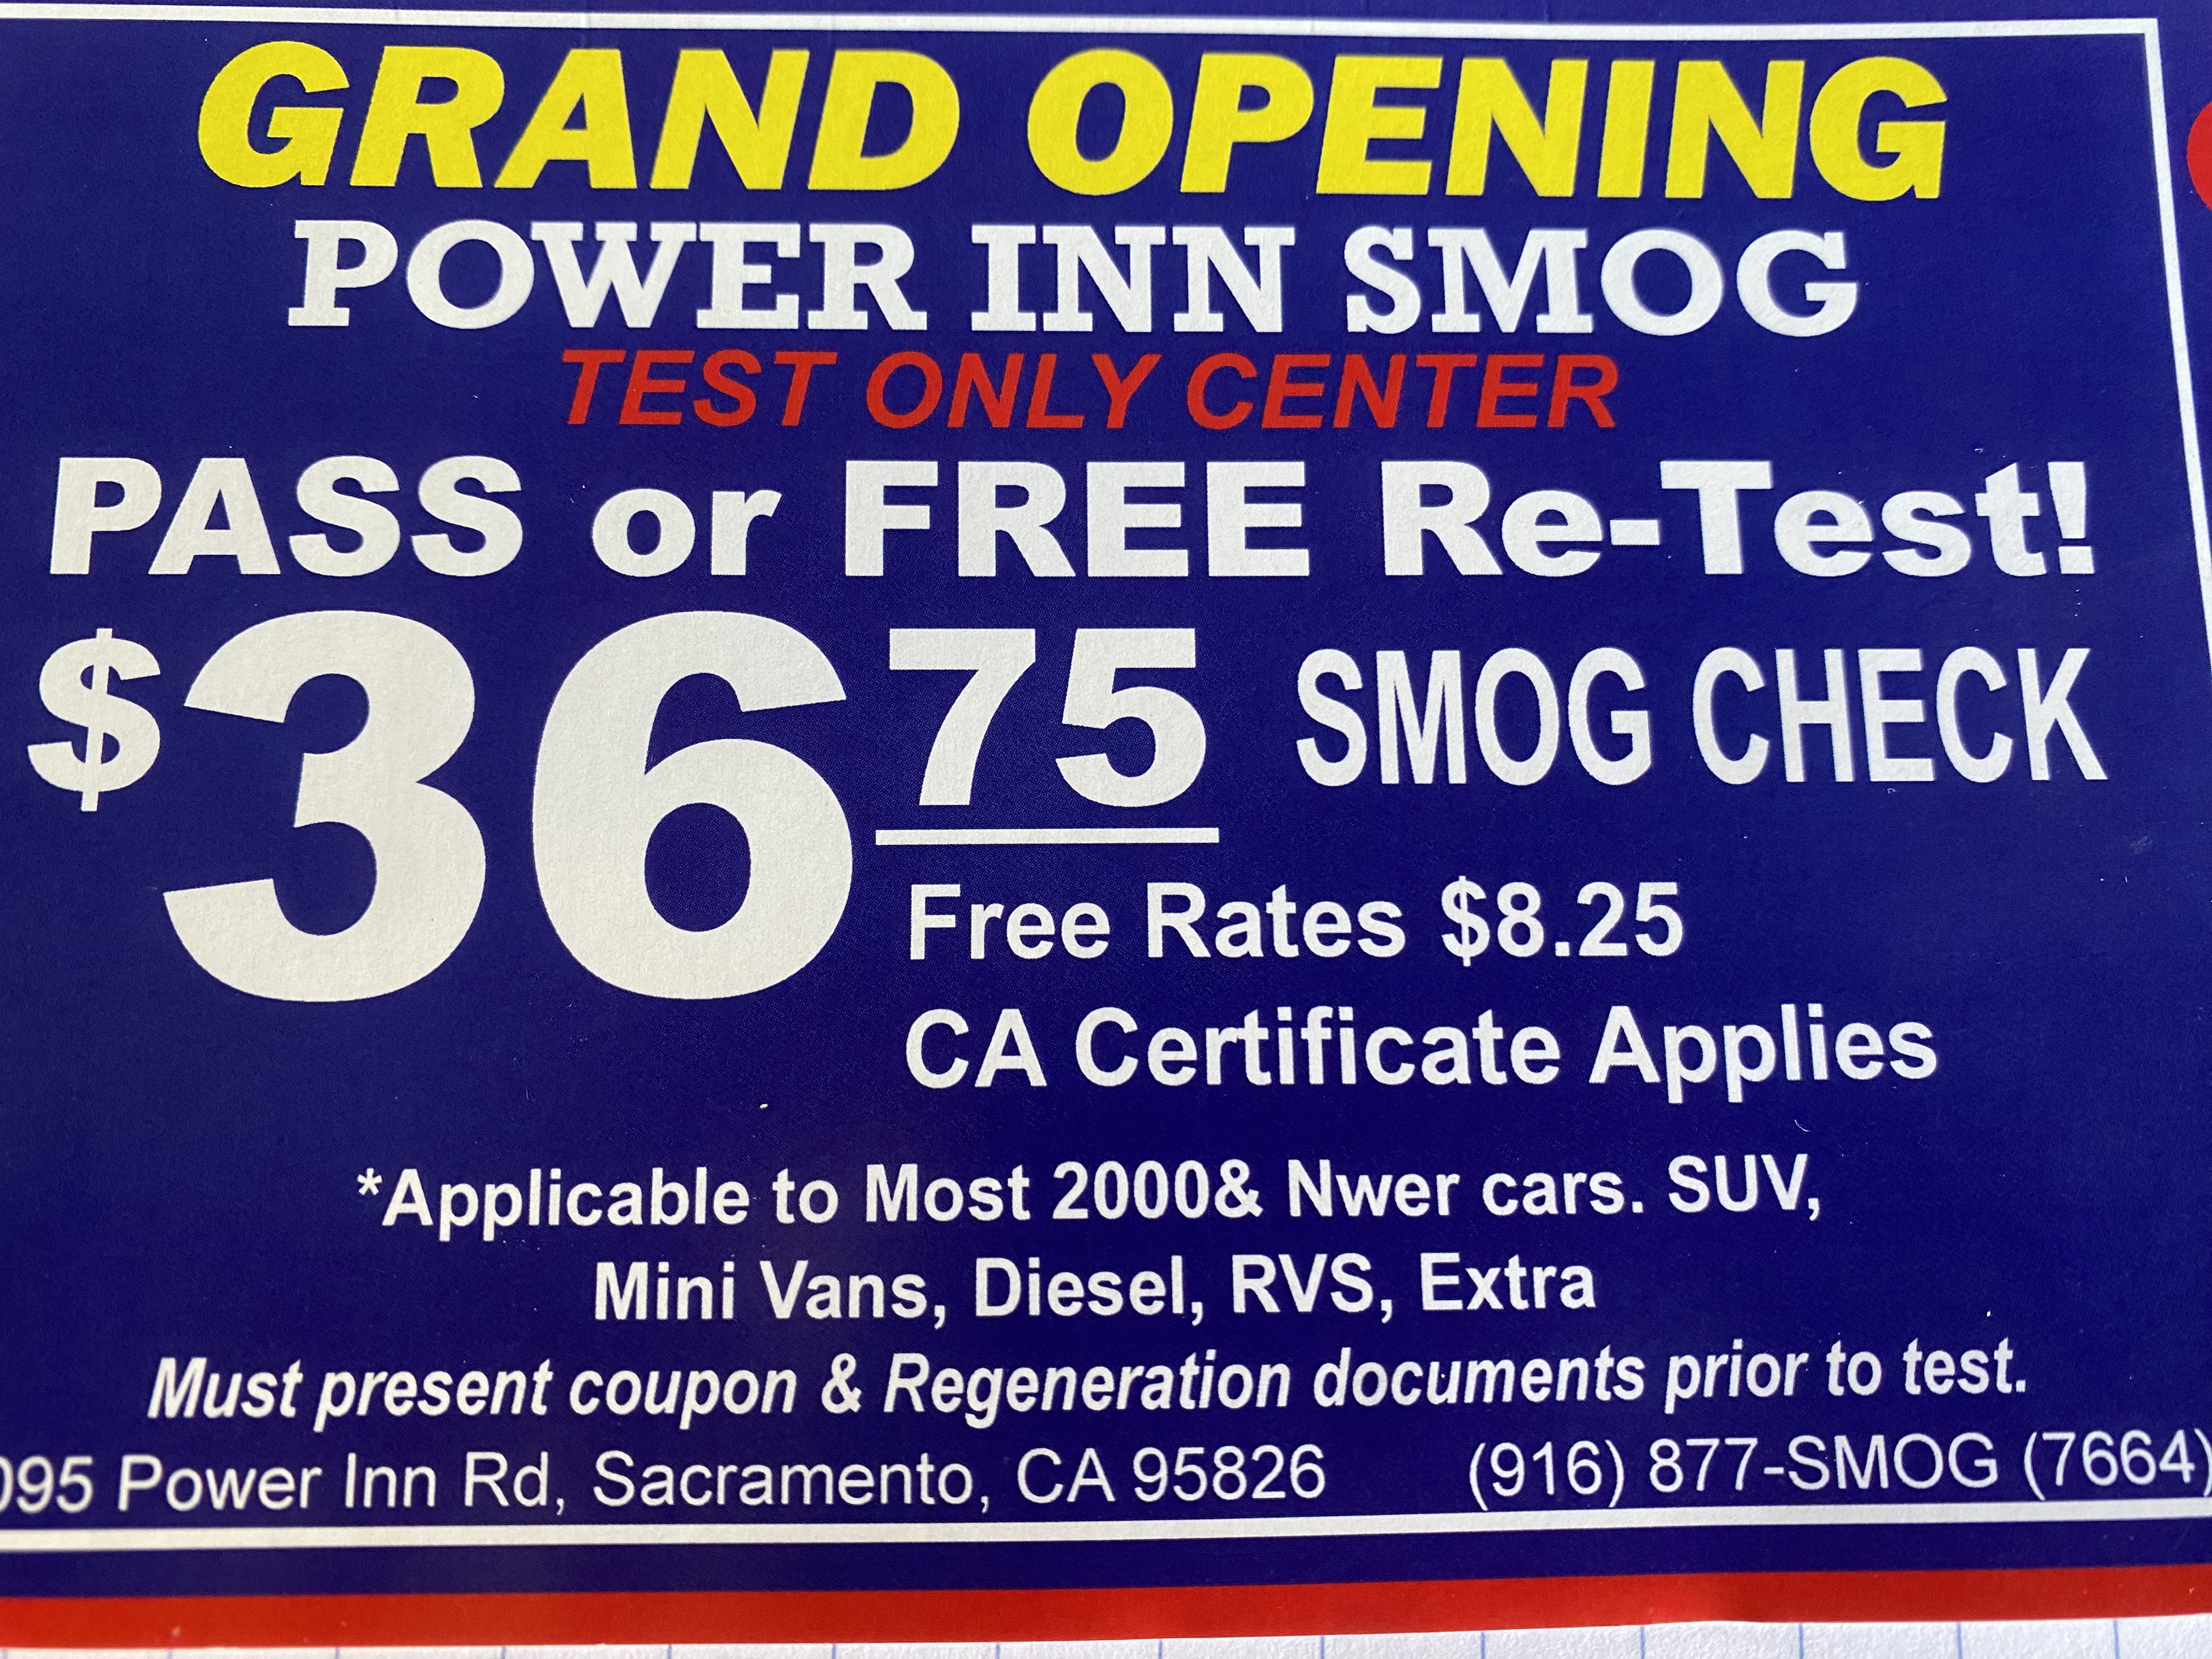 GRAND OPENING
POWER INN SMOG
TEST ONLY CENTER
PASS or FREE Re-Test!
$36 75 SMOG CHECK
Free Rates $8.25
CA Certificate Applies
*Applicable to Most 2000& Nwer cars. SUV,
Mini Vans, Diesel, RVS, Extra
Must present coupon & Regeneration documents prior to test.
095 Power Inn Rd, Sacramento, CA 95826 (916) 877-SMOG (7664)